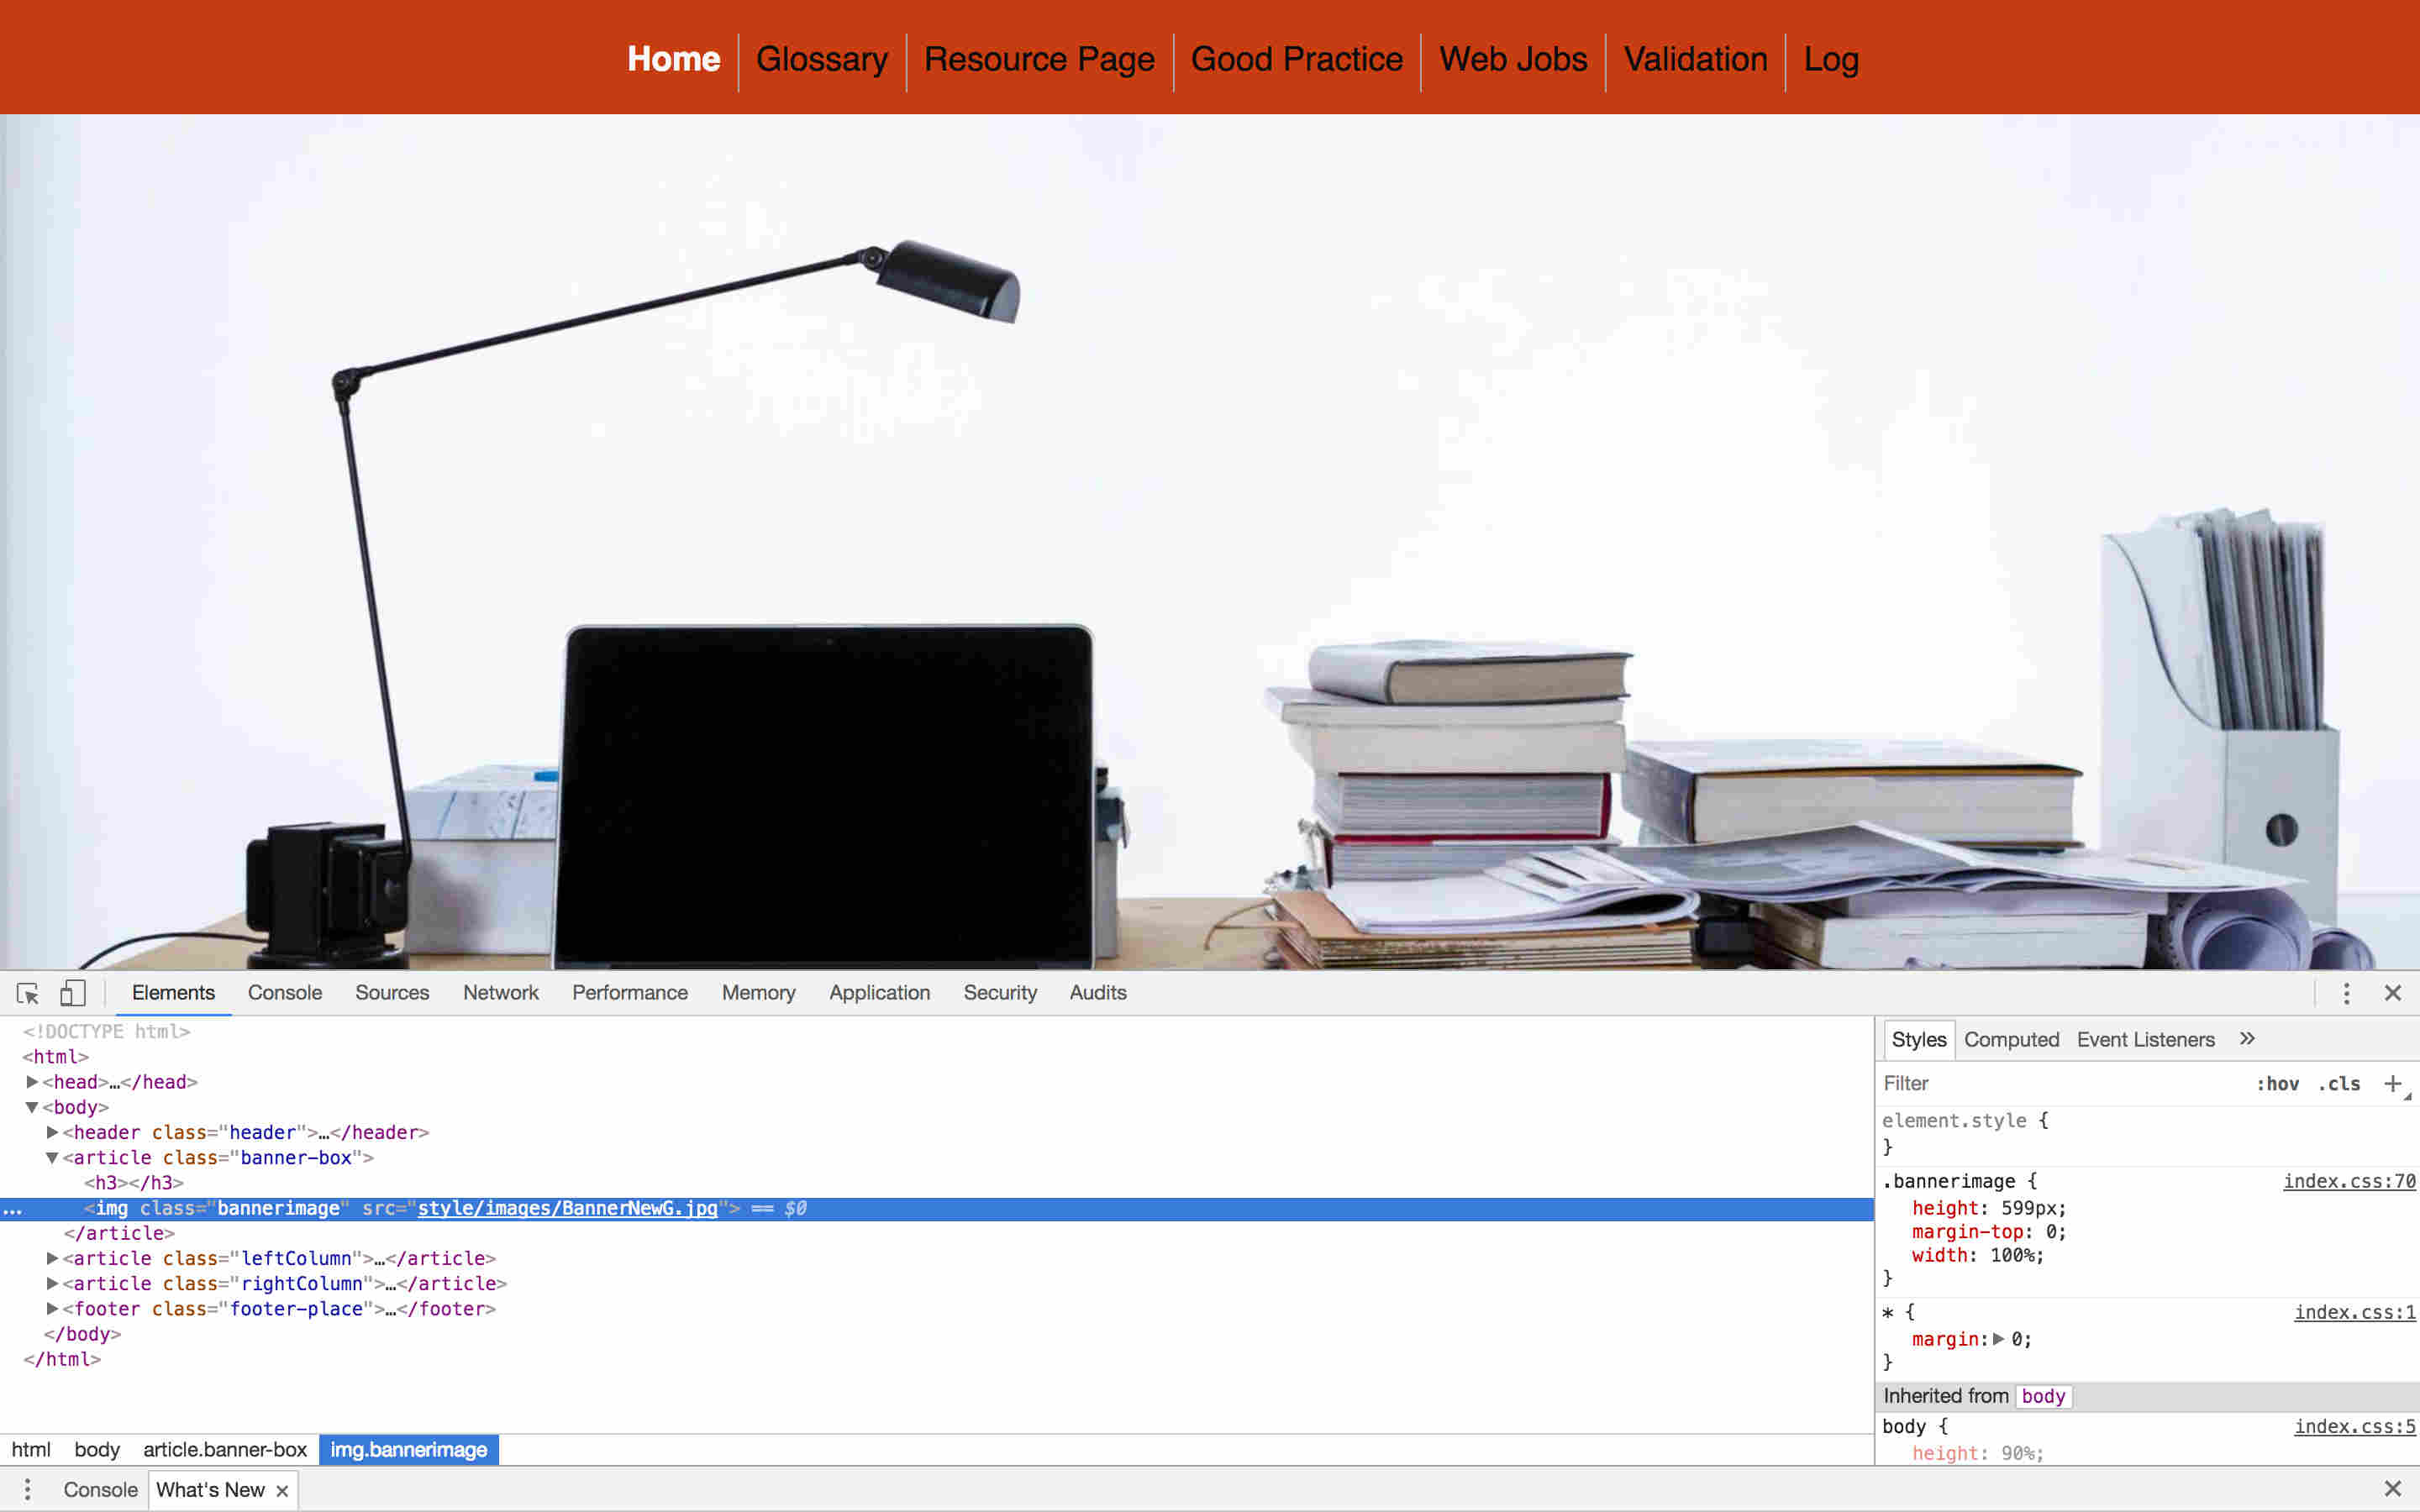 Home Glossary Resource Page Good Practice Web Jobs Validation Log
Elements Console Sources Network Performance Memory Application Security Audits
<!DOCTYPE html>
<html>
▶<head>…</head>
▼<body>
▶<header class="header">…</header>
▼<article class="banner-box">
<h3></h3>
… <img class="bannerimage" src="style/images/BannerNewG.jpg"> == $0
</article>
▶<article class="leftColumn">…</article>
▶<article class="rightColumn">…</article>
▶<footer class="footer-place">…</footer>
</body>
</html>
html body article.banner-box img.bannerimage
Styles Computed Event Listeners »
Filter :hov .cls +
element.style {
}
.bannerimage { index.css:70
height: 599px;
margin-top: 0;
width: 100%;
}
* { index.css:1
margin:▶ 0;
}
Inherited from body
body { index.css:5
height: 90%;
Console What's New ×